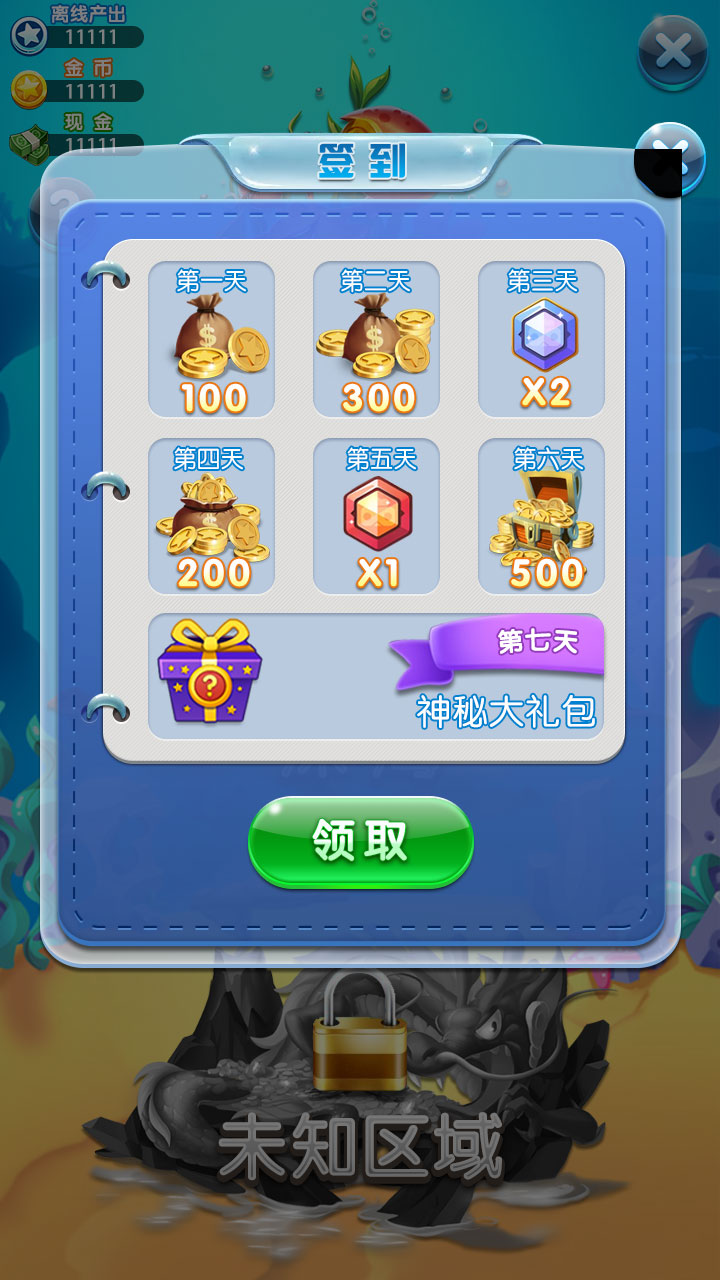 离线产出
11111
金币
11111
现金
11111
签到
第一天
100
第二天
300
第三天
X2
第四天
200
第五天
X1
第六天
500
第七天
神秘大礼包
领取
未知区域